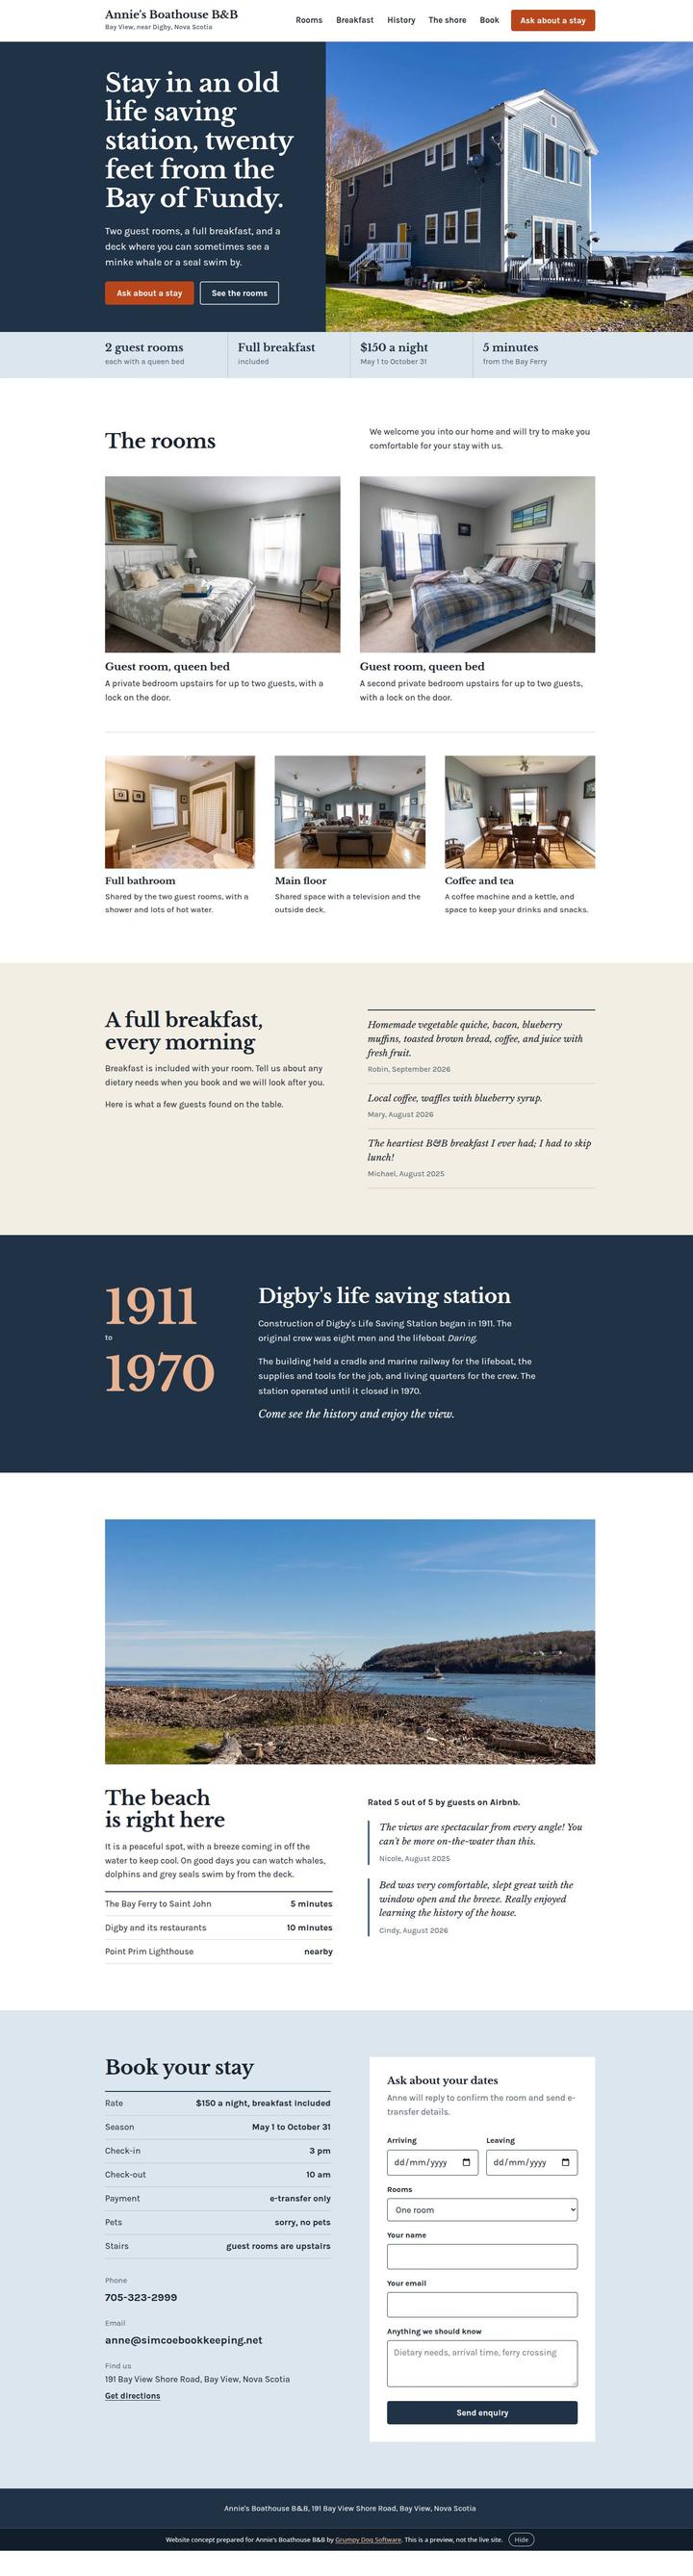 Annie's Boathouse B&B
Bay View, near Digby, Nova Scotia
Rooms
Breakfast
History
The shore
Book
Ask about a stay
Stay in an old
life saving
station, twenty
feet from the
Bay of Fundy.
Two guest rooms, a full breakfast, and a
deck where you can sometimes see a
minke whale or a seal swim by.
Ask about a stay
See the rooms
2 guest rooms
each with a queen bed
Full breakfast
included
$150 a night
May 1 to October 31
5 minutes
from the Bay Ferry
The rooms
We welcome you into our home and will try to make you
comfortable for your stay with us.
Guest room, queen bed
A private bedroom upstairs for up to two guests, with a
lock on the door.
Guest room, queen bed
A second private bedroom upstairs for up to two guests,
with a lock on the door.
Full bathroom
Shared by the two guest rooms, with a
shower and lots of hot water.
Main floor
Shared space with a television and the
outside deck.
Coffee and tea
A coffee machine and a kettle, and
space to keep your drinks and snacks.
A full breakfast,
every morning
Breakfast is included with your room. Tell us about any
dietary needs when you book and we will look after you.
Here is what a few guests found on the table.
Homemade vegetable quiche, bacon, blueberry
muffins, toasted brown bread, coffee, and juice with
fresh fruit.
Robin, September 2026
Local coffee, waffles with blueberry syrup.
Mary, August 2026
The heartiest B&B breakfast I ever had; I had to skip
lunch!
Michael, August 2025
1911
to
1970
Digby's life saving station
Construction of Digby's Life Saving Station began in 1911. The
original crew was eight men and the lifeboat Daring.
The building held a cradle and marine railway for the lifeboat, the
supplies and tools for the job, and living quarters for the crew. The
station operated until it closed in 1970.
Come see the history and enjoy the view.
The beach
is right here
It is a peaceful spot, with a breeze coming in off the
water to keep cool. On good days you can watch whales,
dolphins and grey seals swim by from the deck.
The Bay Ferry to Saint John
5 minutes
Digby and its restaurants
10 minutes
Point Prim Lighthouse
nearby
Rated 5 out of 5 by guests on Airbnb.
The views are spectacular from every angle! You
can't be more on-the-water than this.
Nicole, August 2025
Bed was very comfortable, slept great with the
window open and the breeze. Really enjoyed
learning the history of the house.
Cindy, August 2026
Book your stay
Rate
$150 a night, breakfast included
Season
May 1 to October 31
Check-in
3 pm
Check-out
10 am
Payment
e-transfer only
Pets
sorry, no pets
Stairs
guest rooms are upstairs
Phone
705-323-2999
Email
anne@simcoebookkeeping.net
Find us
191 Bay View Shore Road, Bay View, Nova Scotia
Get directions
Ask about your dates
Anne will reply to confirm the room and send e-
transfer details.
Arriving
Leaving
dd/mm/yyyy
dd/mm/yyyy
Rooms
One room
Your name
Your email
Anything we should know
Dietary needs, arrival time, ferry crossing
Send enquiry
Annie's Boathouse B&B, 191 Bay View Shore Road, Bay View, Nova Scotia
Website concept prepared for Annie's Boathouse B&B by Grumpy Dog Software. This is a preview, not the live site.
Hide